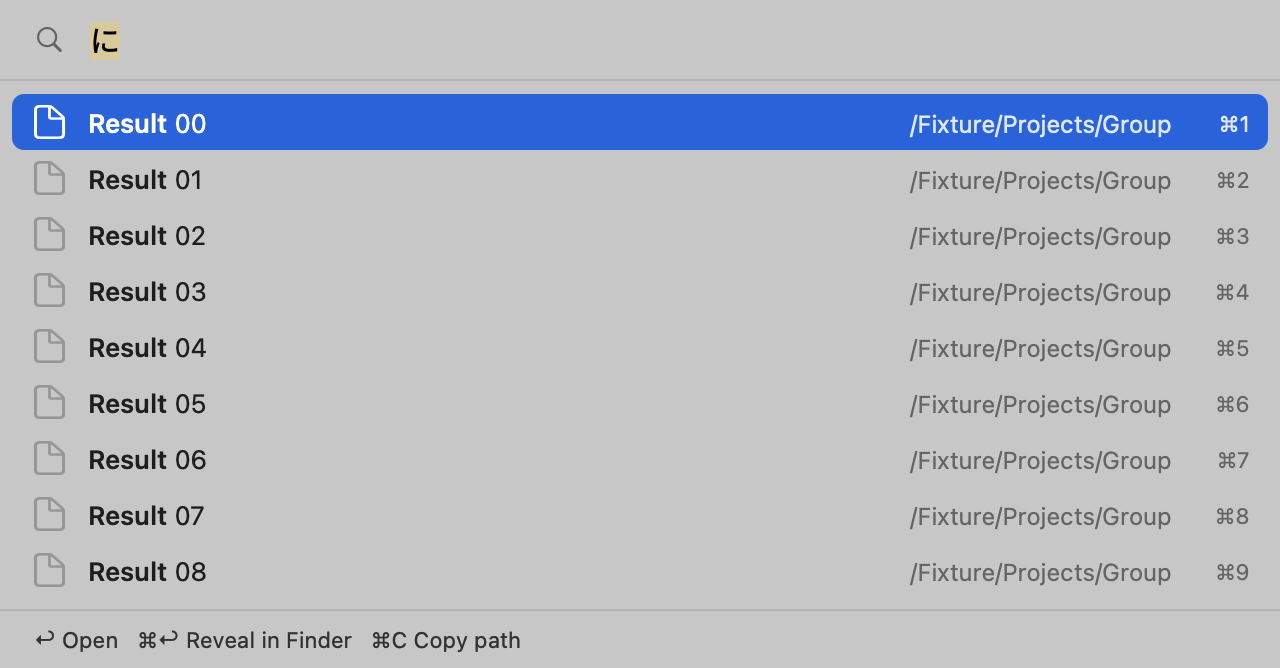 に
Result 00 /Fixture/Projects/Group ⌘1
Result 01 /Fixture/Projects/Group ⌘2
Result 02 /Fixture/Projects/Group ⌘3
Result 03 /Fixture/Projects/Group ⌘4
Result 04 /Fixture/Projects/Group ⌘5
Result 05 /Fixture/Projects/Group ⌘6
Result 06 /Fixture/Projects/Group ⌘7
Result 07 /Fixture/Projects/Group ⌘8
Result 08 /Fixture/Projects/Group ⌘9
↩ Open ⌘↩ Reveal in Finder ⌘C Copy path